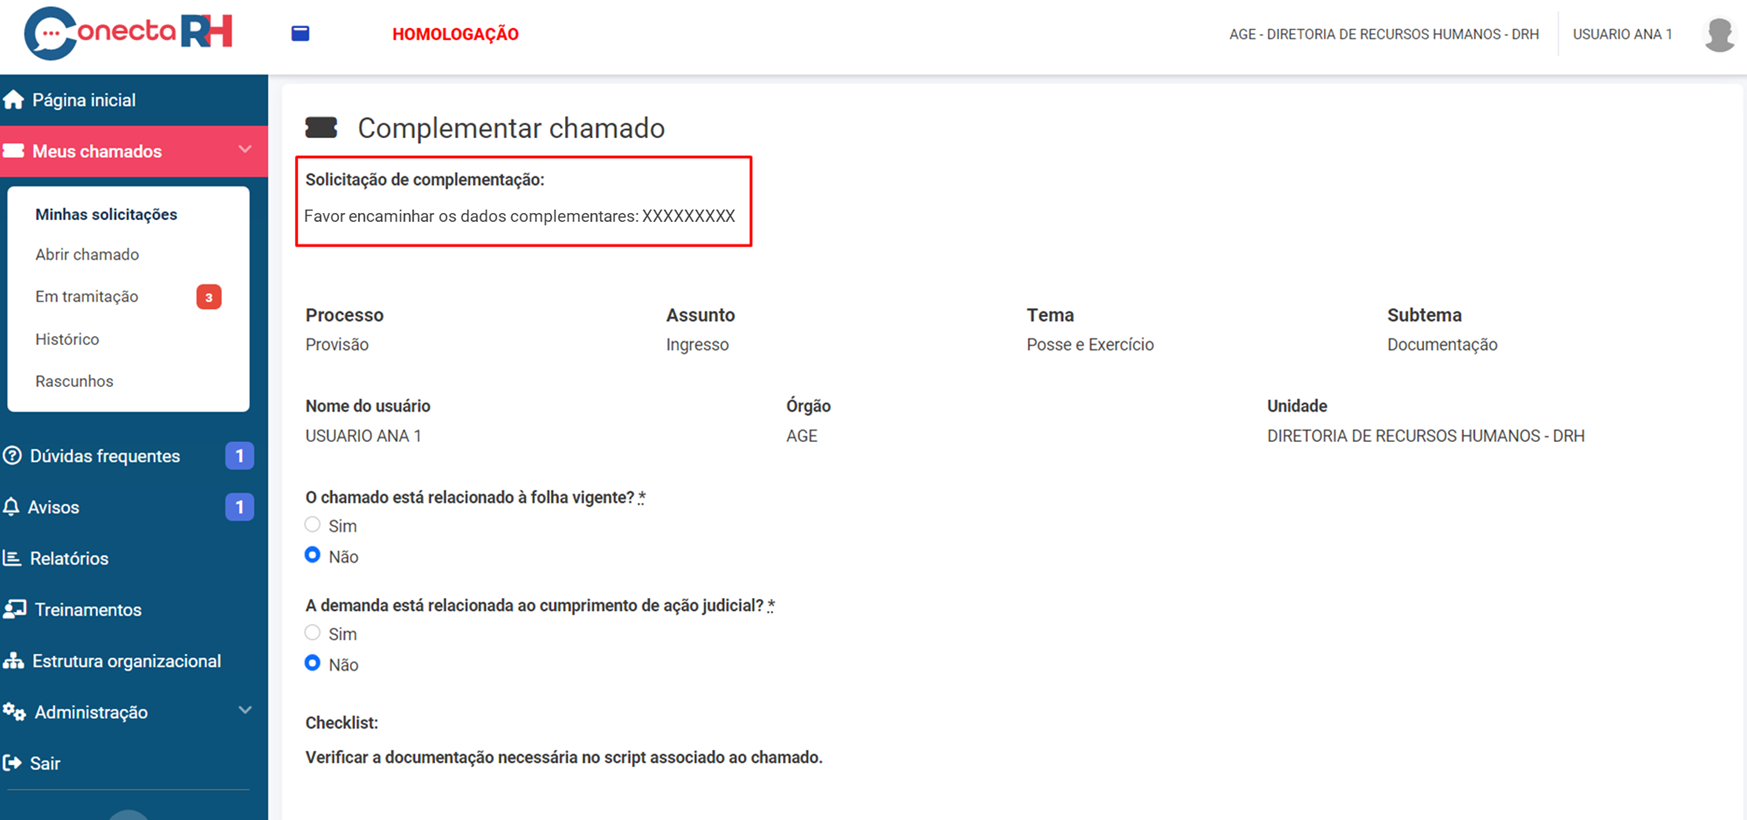 Conecta RH
HOMOLOGAÇÃO
AGE - DIRETORIA DE RECURSOS HUMANOS - DRH
USUARIO ANA 1
Página inicial
Meus chamados
Minhas solicitações
Abrir chamado
Em tramitação 3
Histórico
Rascunhos
Dúvidas frequentes 1
Avisos 1
Relatórios
Treinamentos
Estrutura organizacional
Administração
Sair
Complementar chamado
Solicitação de complementação:
Favor encaminhar os dados complementares: XXXXXXXXX
Processo Assunto Tema Subtema
Provisão Ingresso Posse e Exercício Documentação
Nome do usuário Órgão Unidade
USUARIO ANA 1 AGE DIRETORIA DE RECURSOS HUMANOS - DRH
O chamado está relacionado à folha vigente? *
Sim
Não
A demanda está relacionada ao cumprimento de ação judicial? *
Sim
Não
Checklist:
Verificar a documentação necessária no script associado ao chamado.